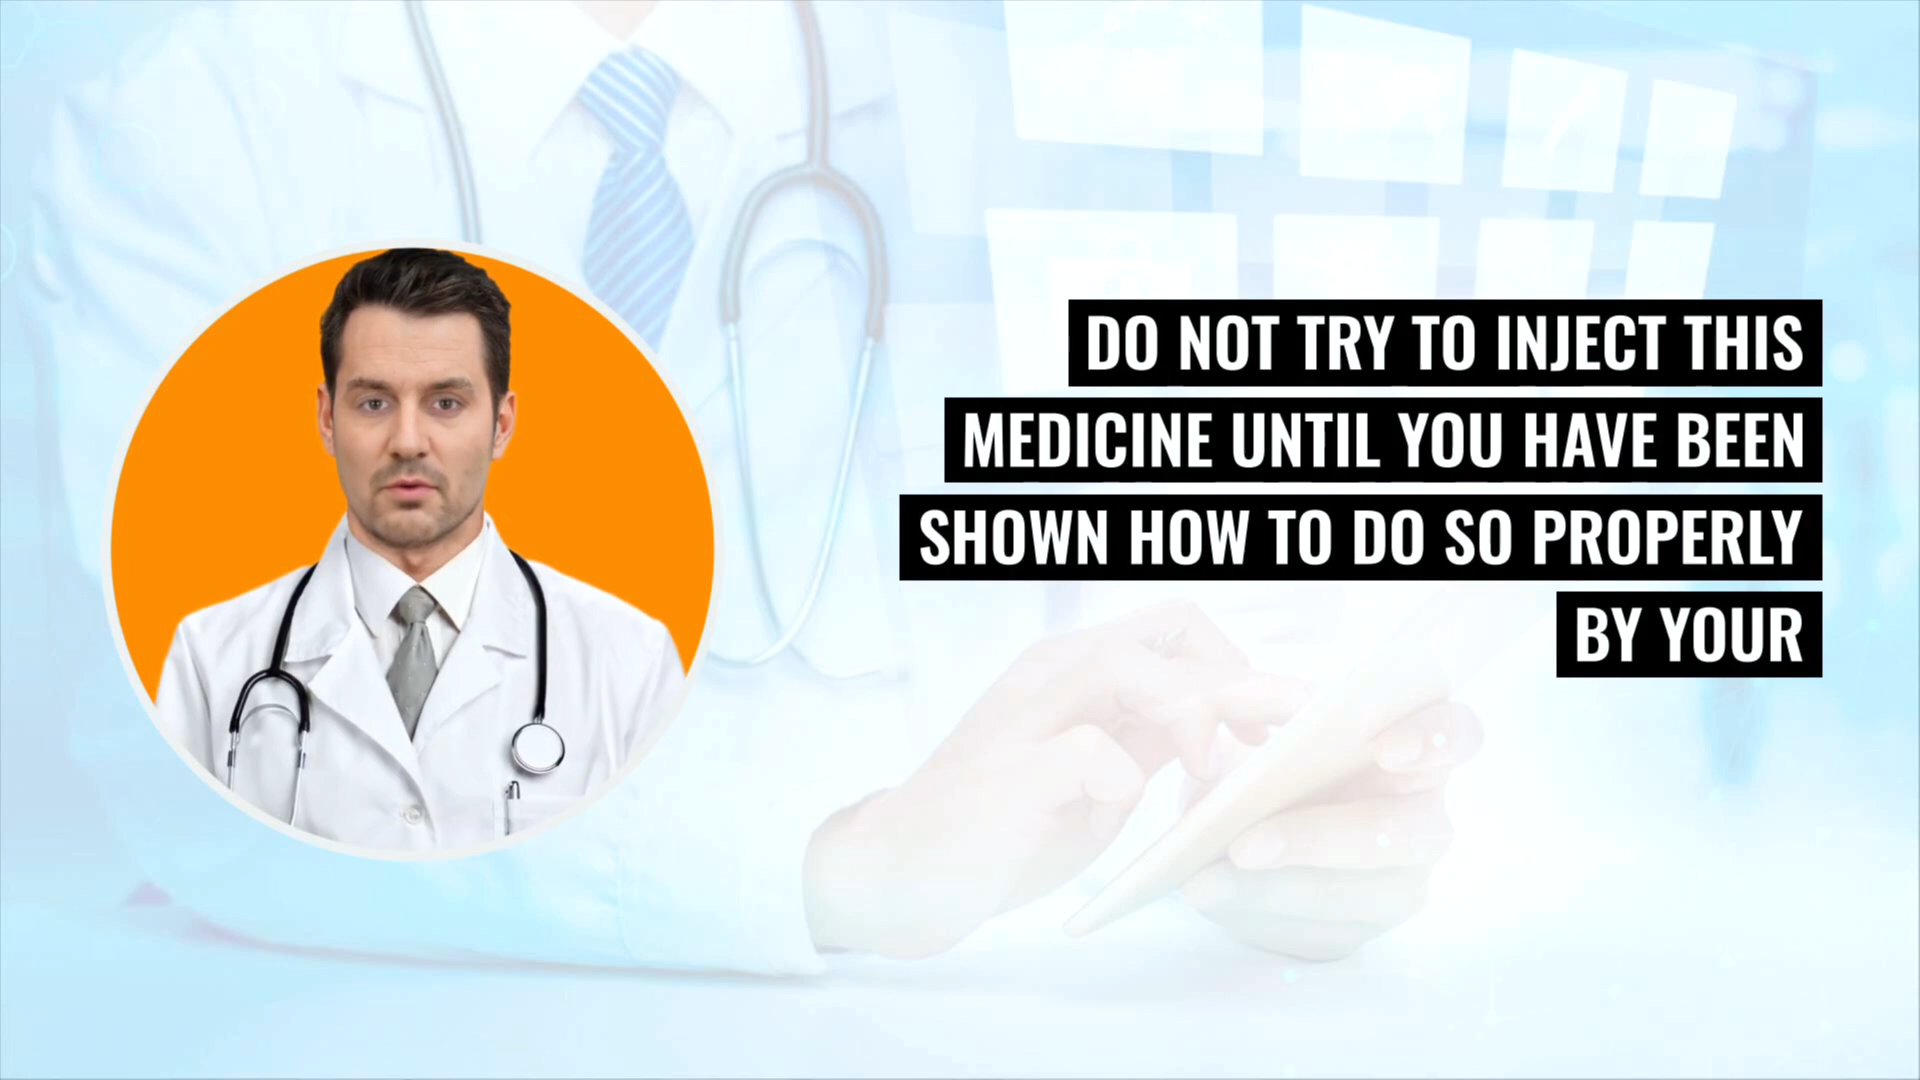 DO NOT TRY TO INJECT THIS
MEDICINE UNTIL YOU HAVE BEEN
SHOWN HOW TO DO SO PROPERLY
BY YOUR